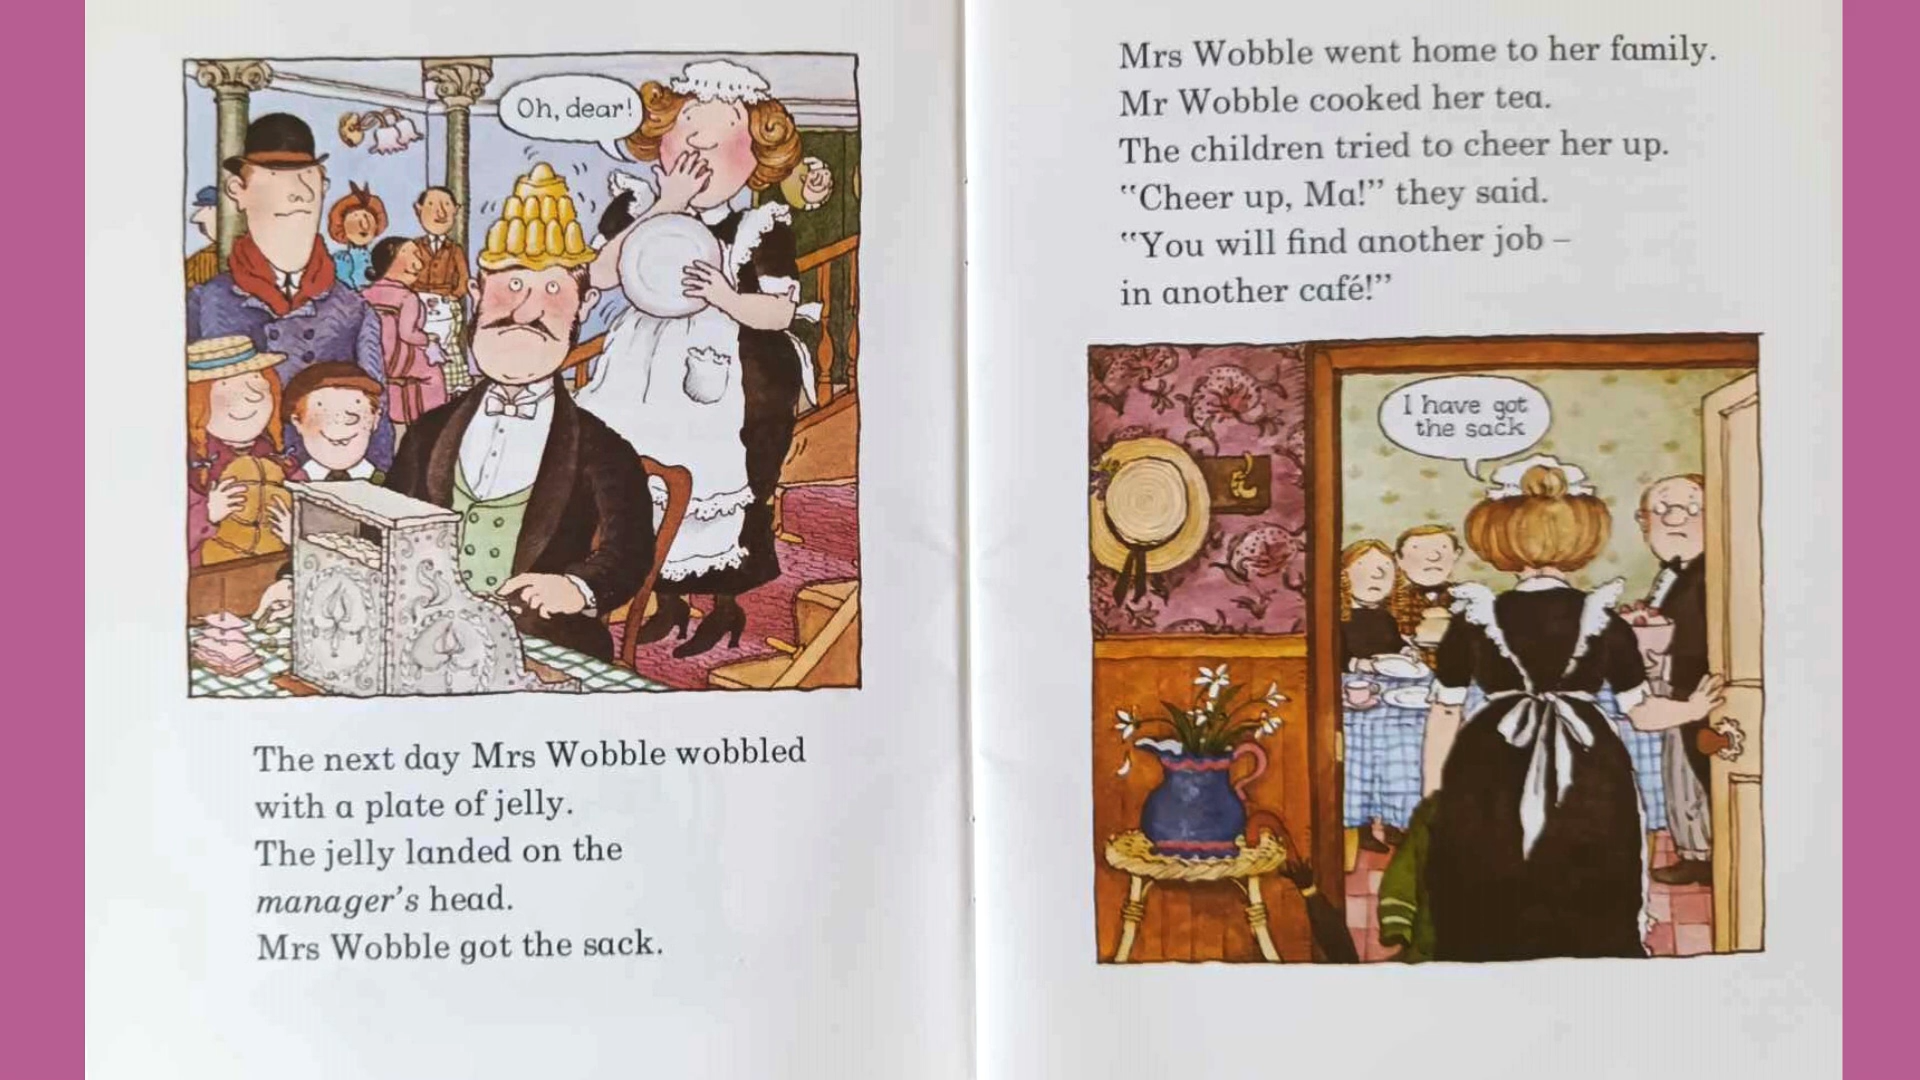 Oh, dear!
The next day Mrs Wobble wobbled
with a plate of jelly.
The jelly landed on the
manager's head.
Mrs Wobble got the sack.
Mrs Wobble went home to her family.
Mr Wobble cooked her tea.
The children tried to cheer her up.
“Cheer up, Ma!” they said.
“You will find another job –
in another café!”
I have got
the sack